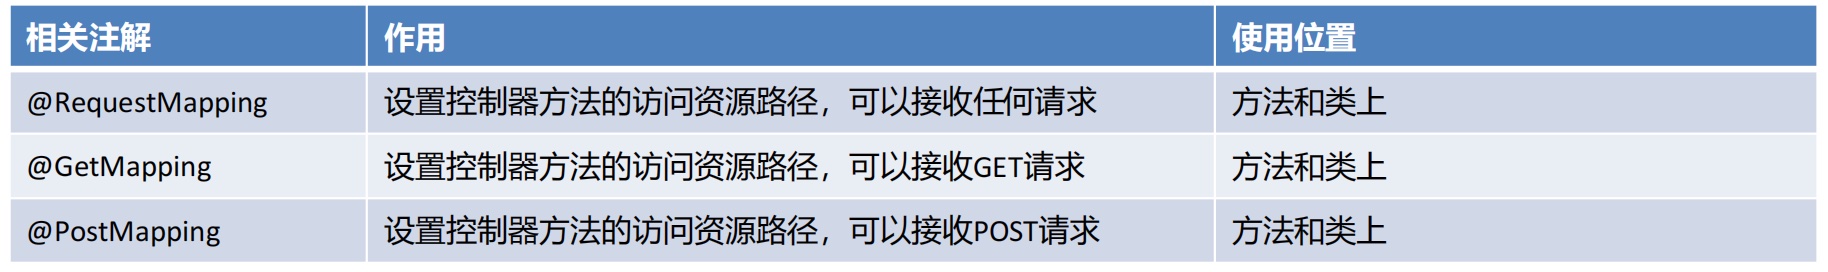 相关注解 作用 使用位置
@RequestMapping 设置控制器方法的访问资源路径，可以接收任何请求 方法和类上
@GetMapping 设置控制器方法的访问资源路径，可以接收GET请求 方法和类上
@PostMapping 设置控制器方法的访问资源路径，可以接收POST请求 方法和类上